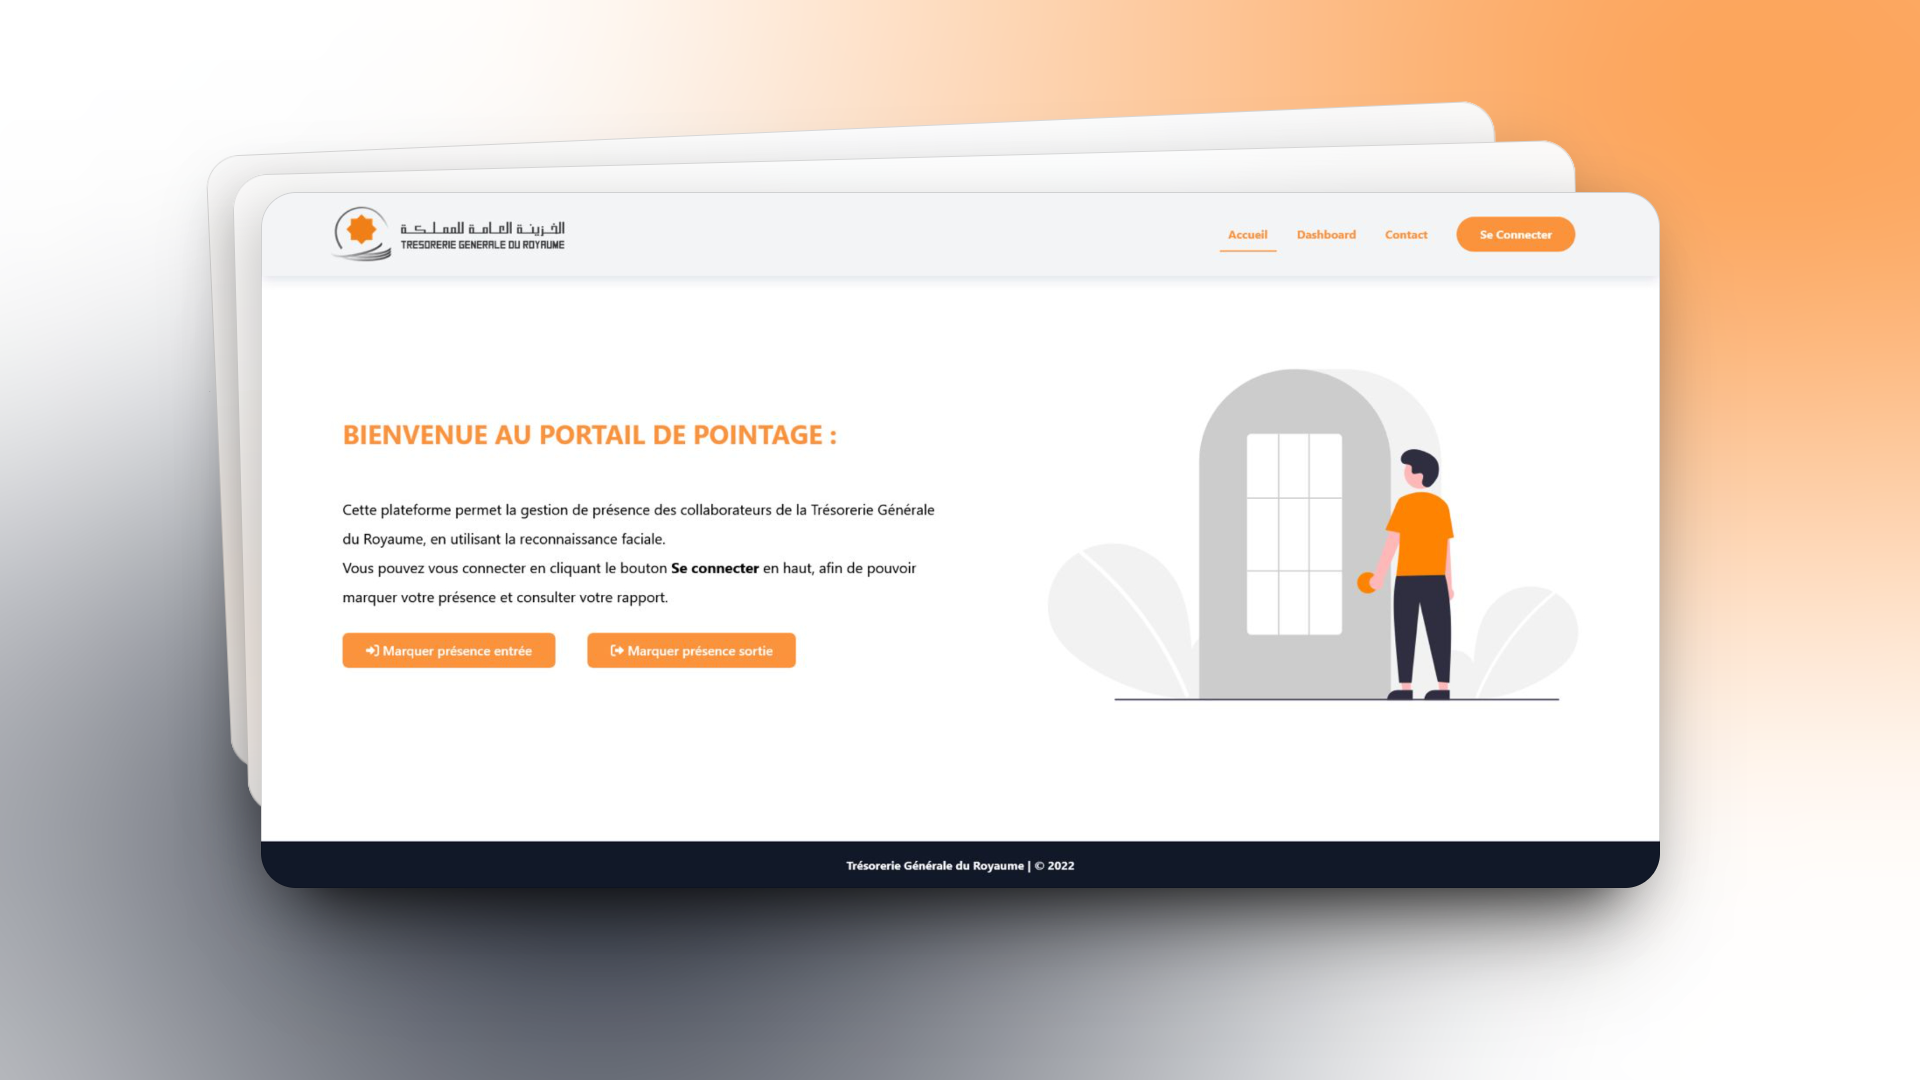 الخزينة العامة للمملكة
TRESORERIE GENERALE DU ROYAUME
Accueil
Dashboard
Contact
Se Connecter
BIENVENUE AU PORTAIL DE POINTAGE :
Cette plateforme permet la gestion de présence des collaborateurs de la Trésorerie Générale
du Royaume, en utilisant la reconnaissance faciale.
Vous pouvez vous connecter en cliquant le bouton Se connecter en haut, afin de pouvoir
marquer votre présence et consulter votre rapport.
Marquer présence entrée
Marquer présence sortie
Trésorerie Générale du Royaume | © 2022